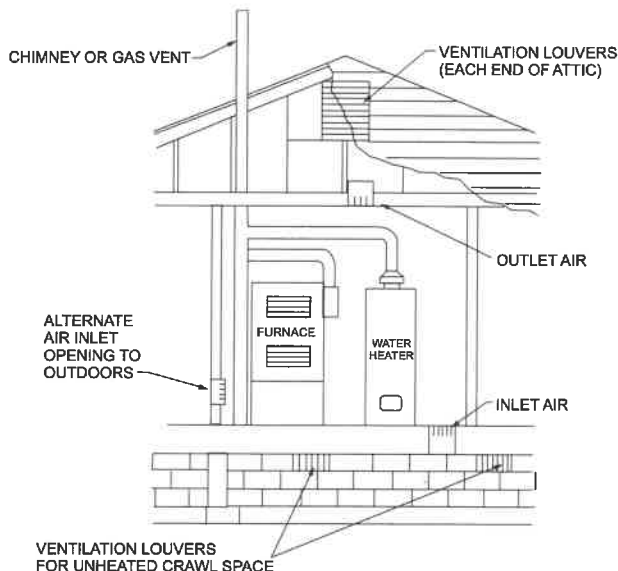 CHIMNEY OR GAS VENT
VENTILATION LOUVERS
(EACH END OF ATTIC)
OUTLET AIR
ALTERNATE
AIR INLET
OPENING TO
OUTDOORS
FURNACE
WATER
HEATER
INLET AIR
VENTILATION LOUVERS
FOR UNHEATED CRAWL SPACE